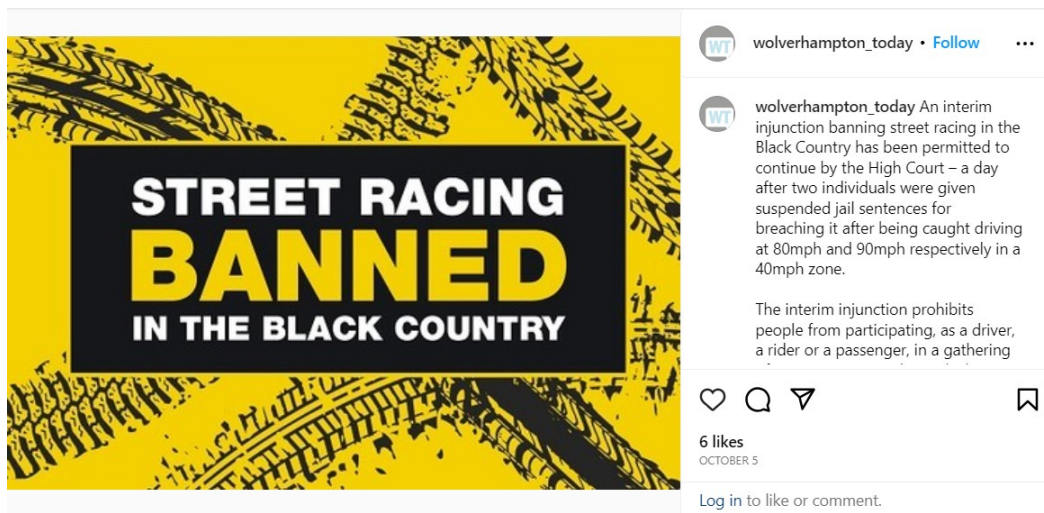 STREET RACING
BANNED
IN THE BLACK COUNTRY
WT
wolverhampton_today • Follow
WT
wolverhampton_today An interim
injunction banning street racing in the
Black Country has been permitted to
continue by the High Court – a day
after two individuals were given
suspended jail sentences for
breaching it after being caught driving
at 80mph and 90mph respectively in a
40mph zone.
The interim injunction prohibits
people from participating, as a driver,
a rider or a passenger, in a gathering
6 likes
OCTOBER 5
Log in to like or comment.